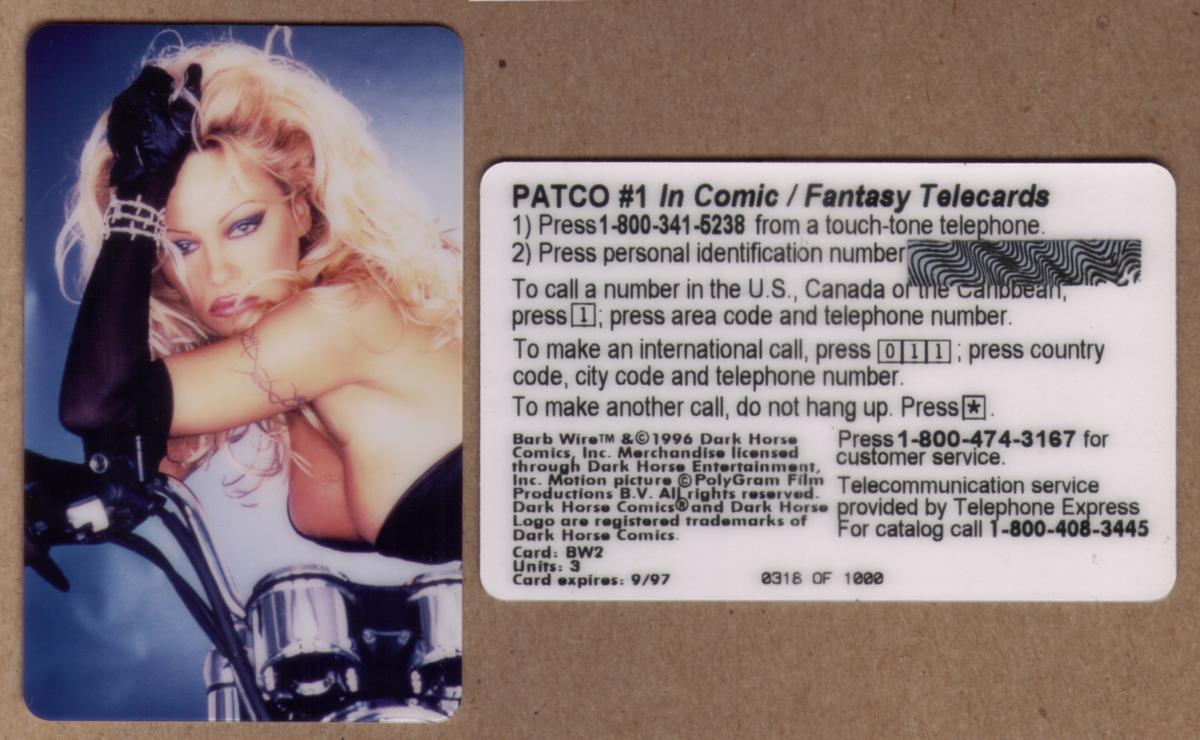 PATCO #1 In Comic / Fantasy Telecards
1) Press1-800-341-5238 from a touch-tone telephone.
2) Press personal identification number
To call a number in the U.S., Canada or the Caribbean,
press 1; press area code and telephone number.
To make an international call, press 011; press country
code, city code and telephone number.
To make another call, do not hang up. Press *.
Barb Wire™ &©1996 Dark Horse
Comics, Inc. Merchandise licensed
through Dark Horse Entertainment,
Inc. Motion picture ©PolyGram Film
Productions B.V. All rights reserved.
Dark Horse Comics® and Dark Horse
Logo are registered trademarks of
Dark Horse Comics.
Card: BW2
Units: 3
Card expires: 9/97
0318 OF 1000
Press 1-800-474-3167 for
customer service.
Telecommunication service
provided by Telephone Express
For catalog call 1-800-408-3445